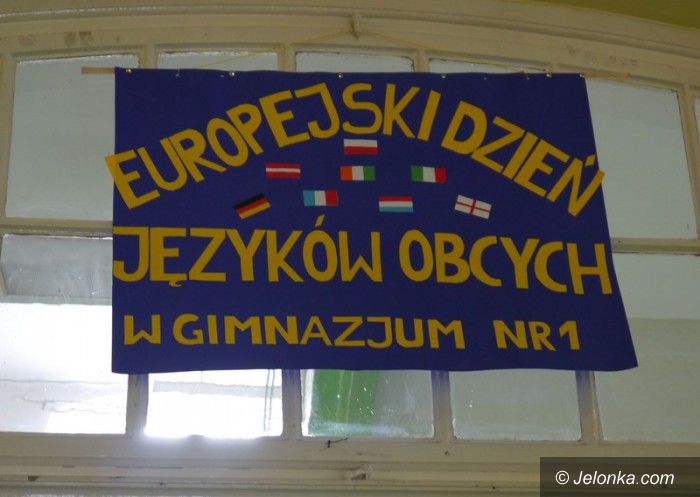 EUROPEJSKI DZIEŃ
JĘZYKÓW OBCYCH
W GIMNAZJUM NR 1
© Jelonka.com